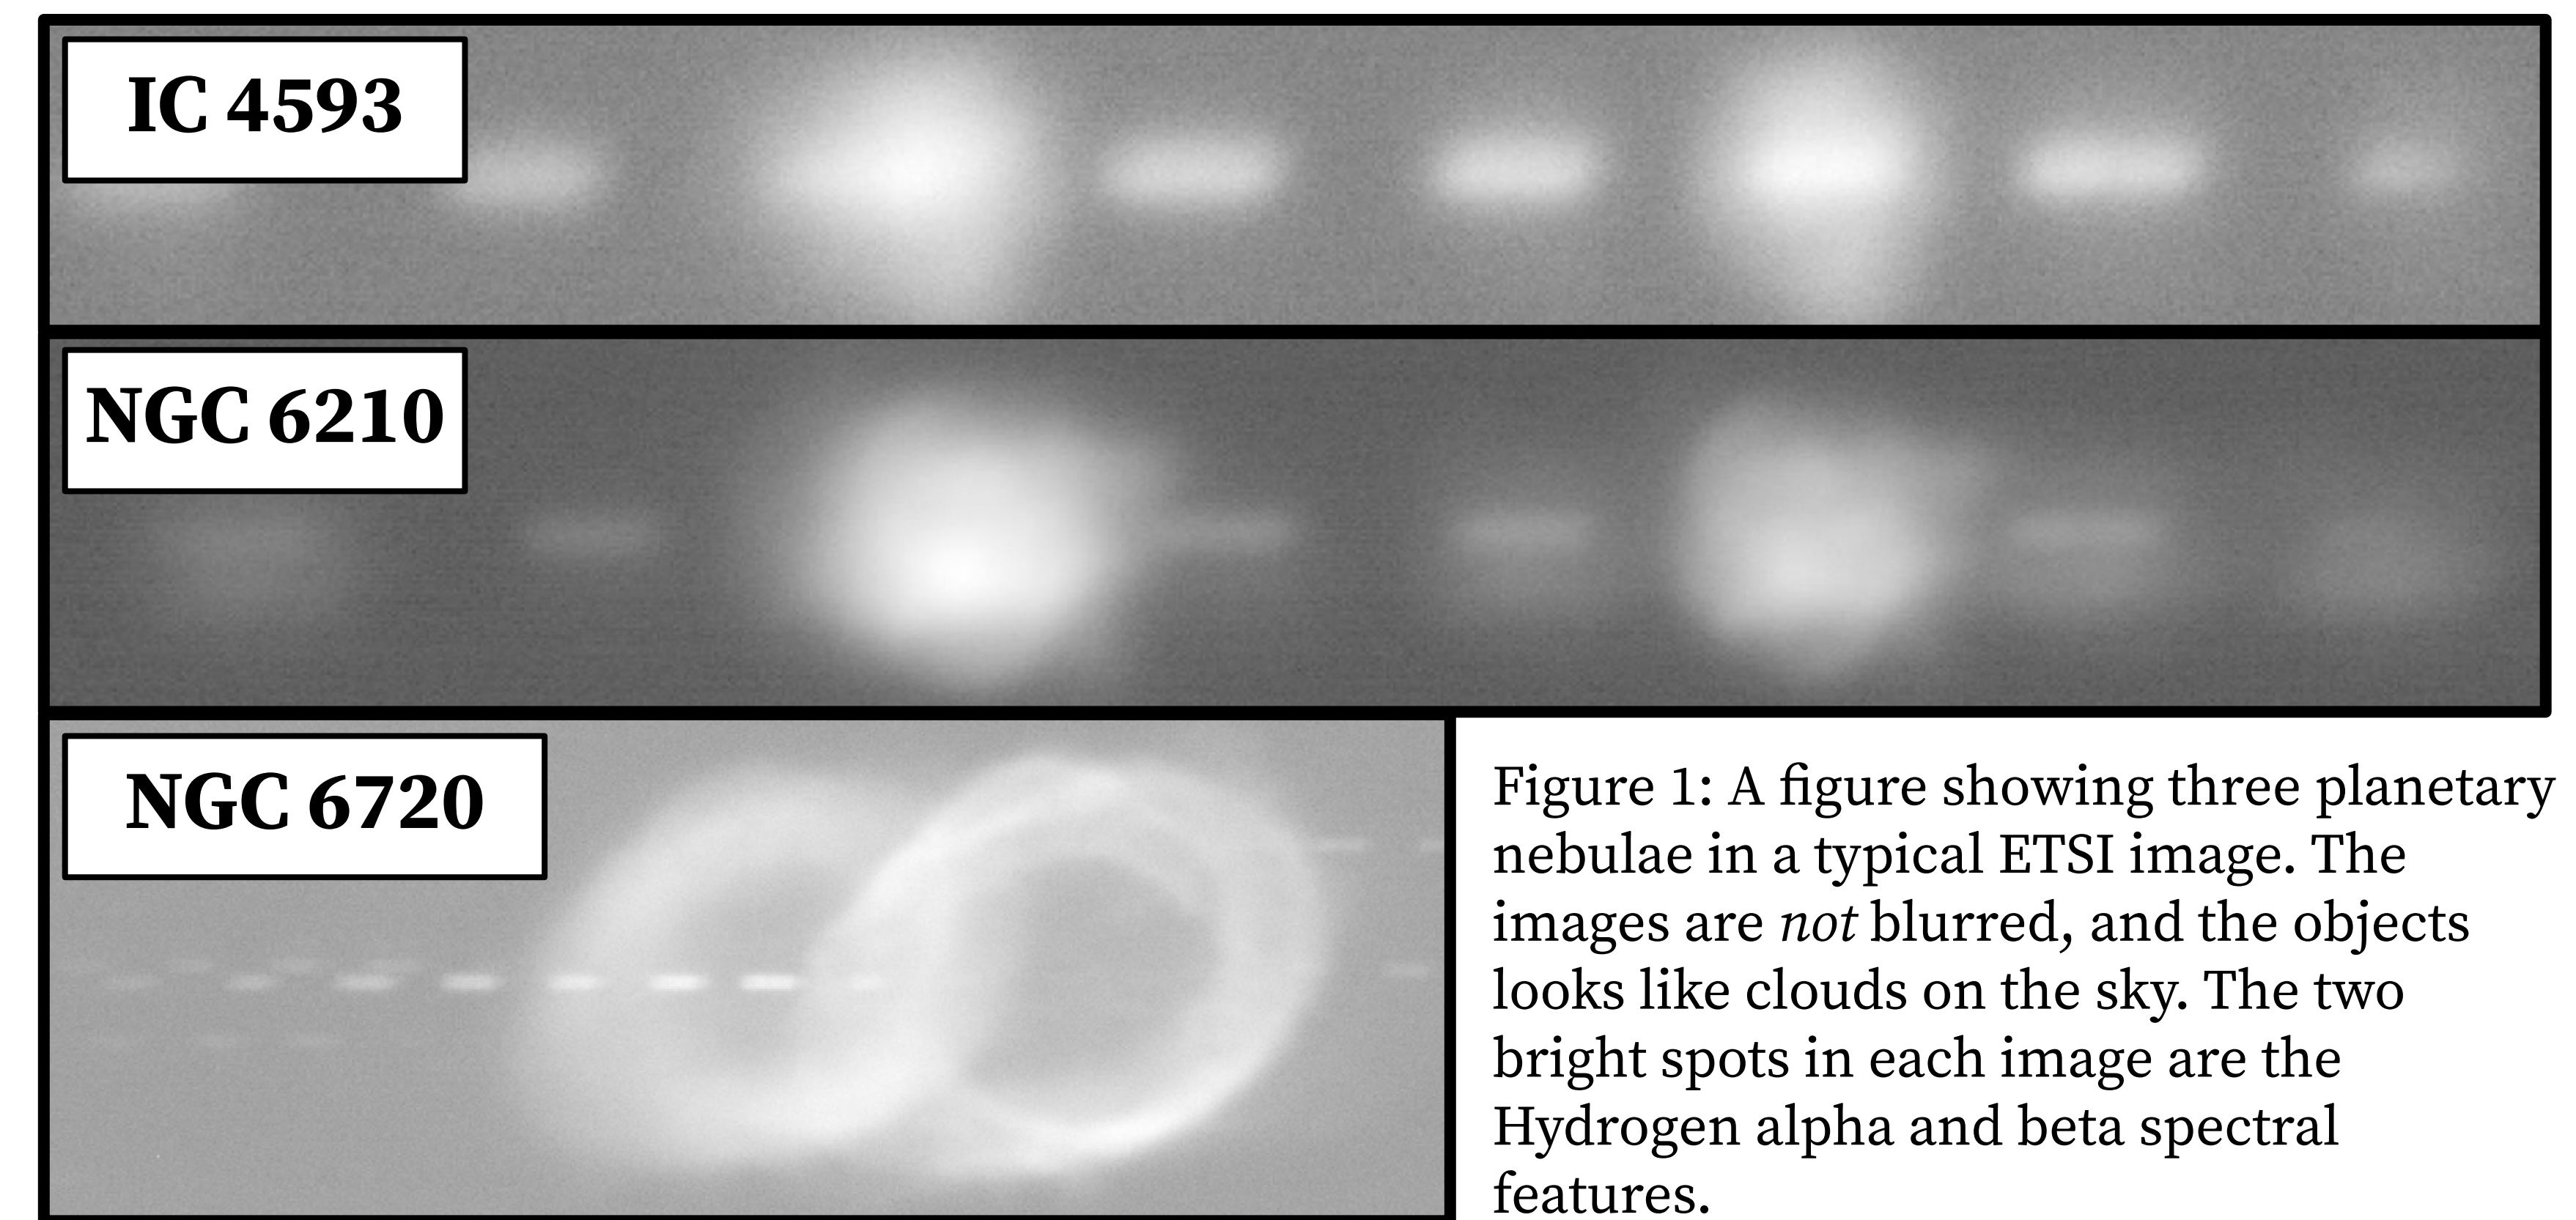 IC 4593
NGC 6210
NGC 6720
Figure 1: A figure showing three planetary
nebulae in a typical ETSI image. The
images are not blurred, and the objects
looks like clouds on the sky. The two
bright spots in each image are the
Hydrogen alpha and beta spectral
features.